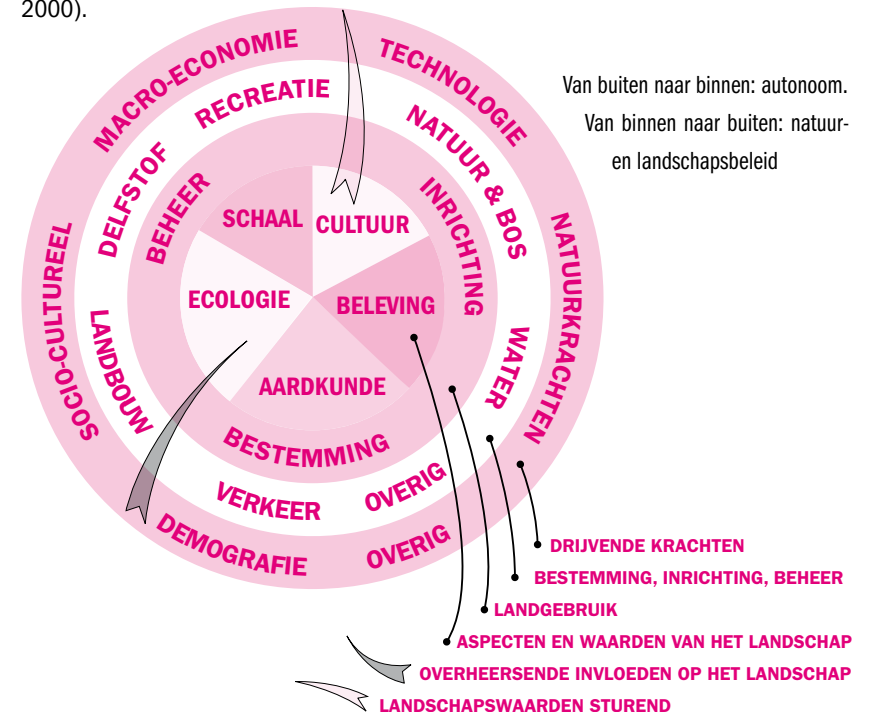 2000).
MACRO-ECONOMIE
TECHNOLOGIE
NATUURKRACHTEN
OVERIG
DEMOGRAFIE
SOCIO-CULTUREEL
RECREATIE
NATUUR & BOS
WATER
OVERIG
VERKEER
LANDBOUW
DELFSTOF
BEHEER
INRICHTING
BESTEMMING
SCHAAL
CULTUUR
BELEVING
AARDKUNDE
ECOLOGIE
Van buiten naar binnen: autonoom.
Van binnen naar buiten: natuur-
en landschapsbeleid
DRIJVENDE KRACHTEN
BESTEMMING, INRICHTING, BEHEER
LANDGEBRUIK
ASPECTEN EN WAARDEN VAN HET LANDSCHAP
OVERHEERSENDE INVLOEDEN OP HET LANDSCHAP
LANDSCHAPSWAARDEN STUREND